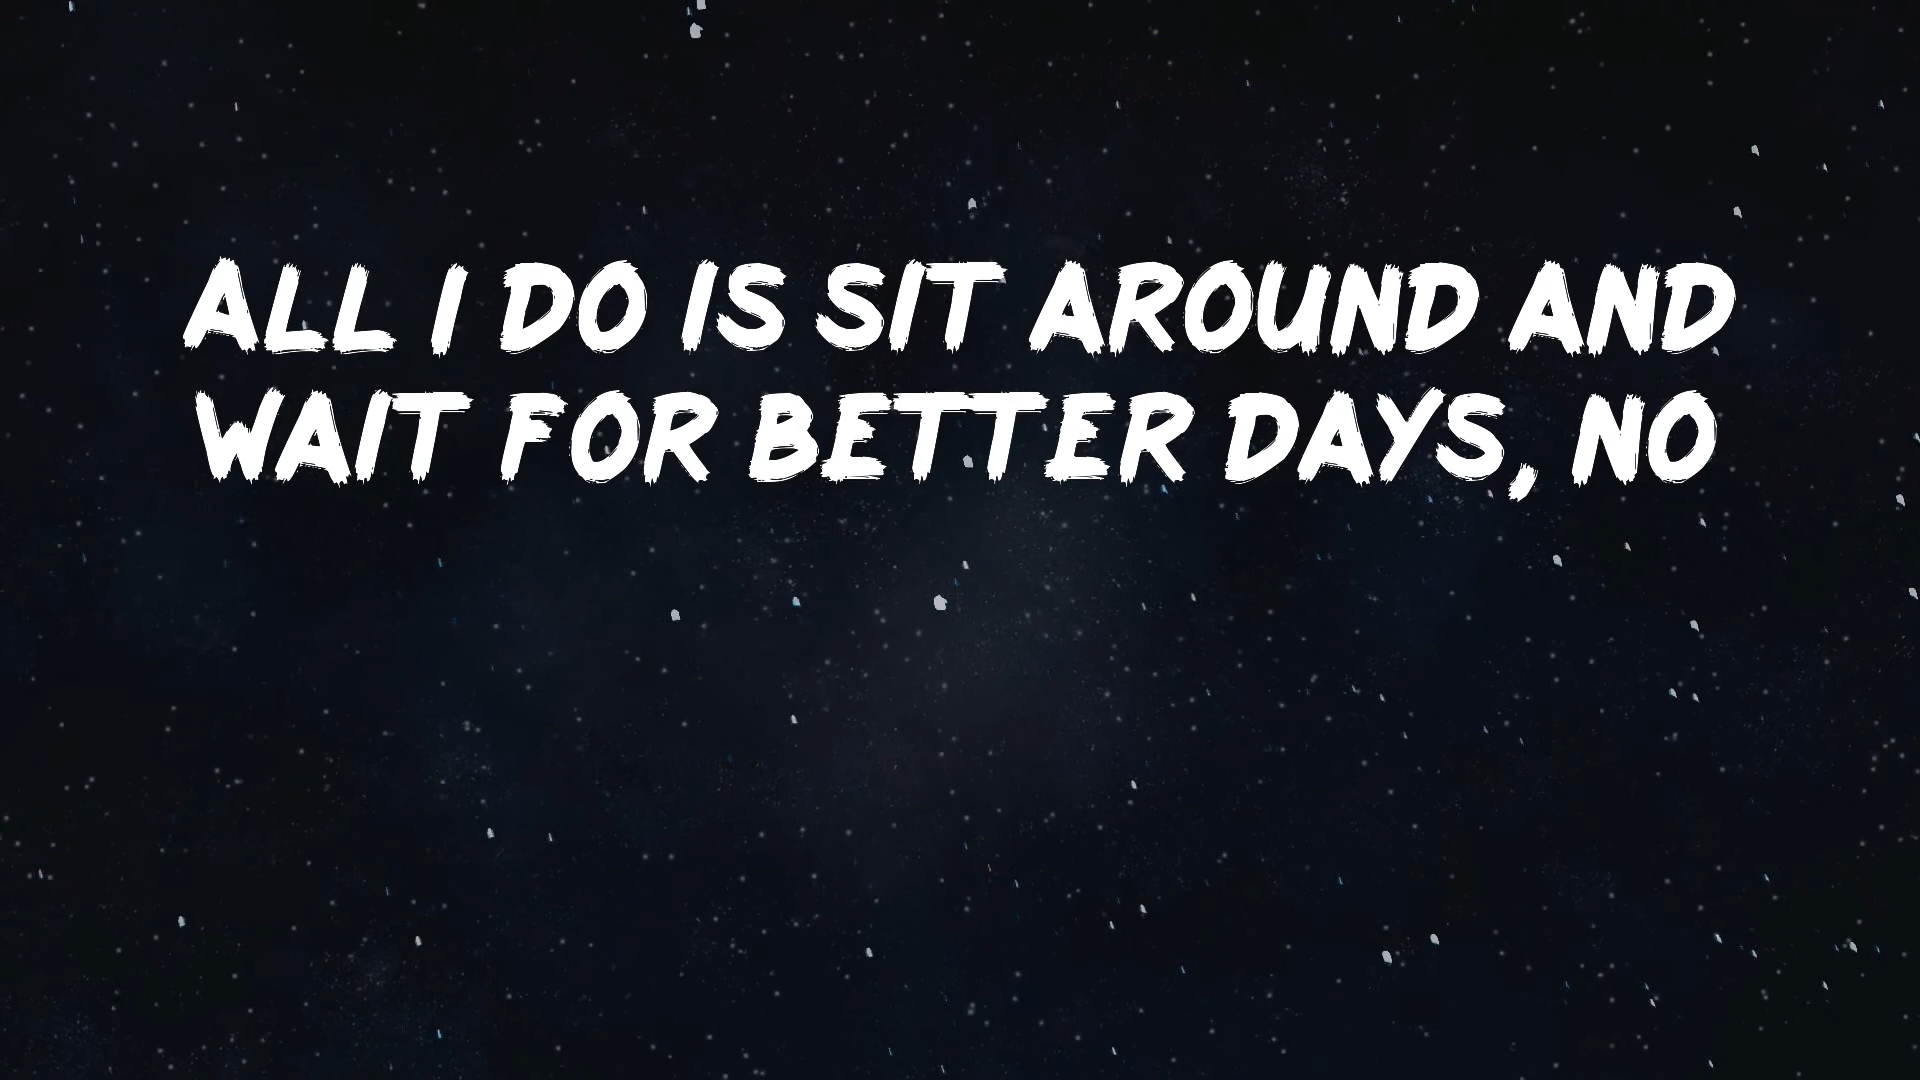 ALL I DO IS SIT AROUND AND
WAIT FOR BETTER DAYS, NO